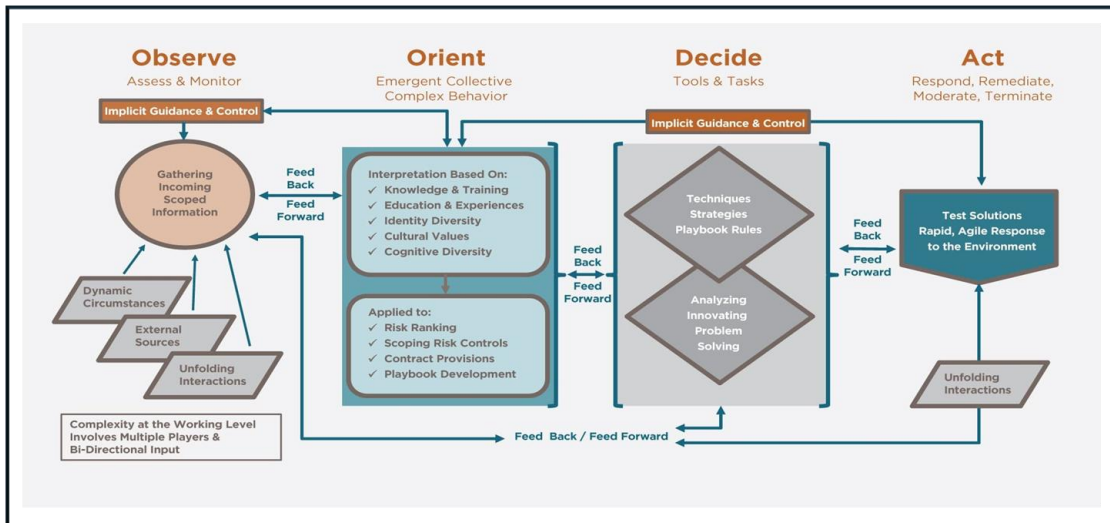 Observe
Assess & Monitor
Orient
Emergent Collective
Complex Behavior
Decide
Tools & Tasks
Act
Respond, Remediate,
Moderate, Terminate
Implicit Guidance & Control
Implicit Guidance & Control
Gathering
Incoming
Scoped
Information
Feed
Back
Feed
Forward
Interpretation Based On:
✓ Knowledge & Training
✓ Education & Experiences
✓ Identity Diversity
✓ Cultural Values
✓ Cognitive Diversity
Applied to:
✓ Risk Ranking
✓ Scoping Risk Controls
✓ Contract Provisions
✓ Playbook Development
Feed
Back
Feed
Forward
Techniques
Strategies
Playbook Rules
Analyzing
Innovating
Problem
Solving
Feed
Back
Feed
Forward
Test Solutions
Rapid, Agile Response
to the Environment
Dynamic
Circumstances
External
Sources
Unfolding
Interactions
Unfolding
Interactions
Complexity at the Working Level
Involves Multiple Players &
Bi-Directional Input
Feed Back / Feed Forward